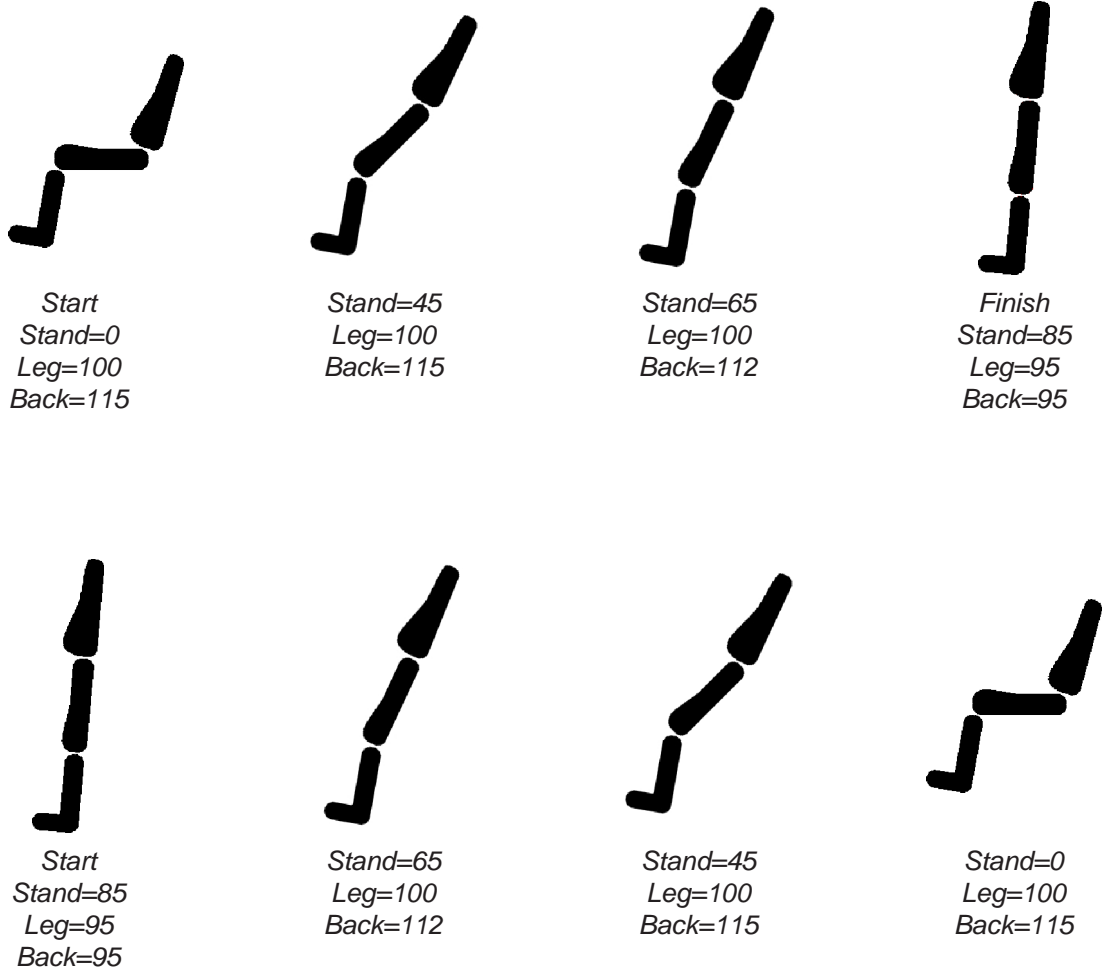 Start
Stand=0
Leg=100
Back=115
Stand=45
Leg=100
Back=115
Stand=65
Leg=100
Back=112
Finish
Stand=85
Leg=95
Back=95
Start
Stand=85
Leg=95
Back=95
Stand=65
Leg=100
Back=112
Stand=45
Leg=100
Back=115
Stand=0
Leg=100
Back=115